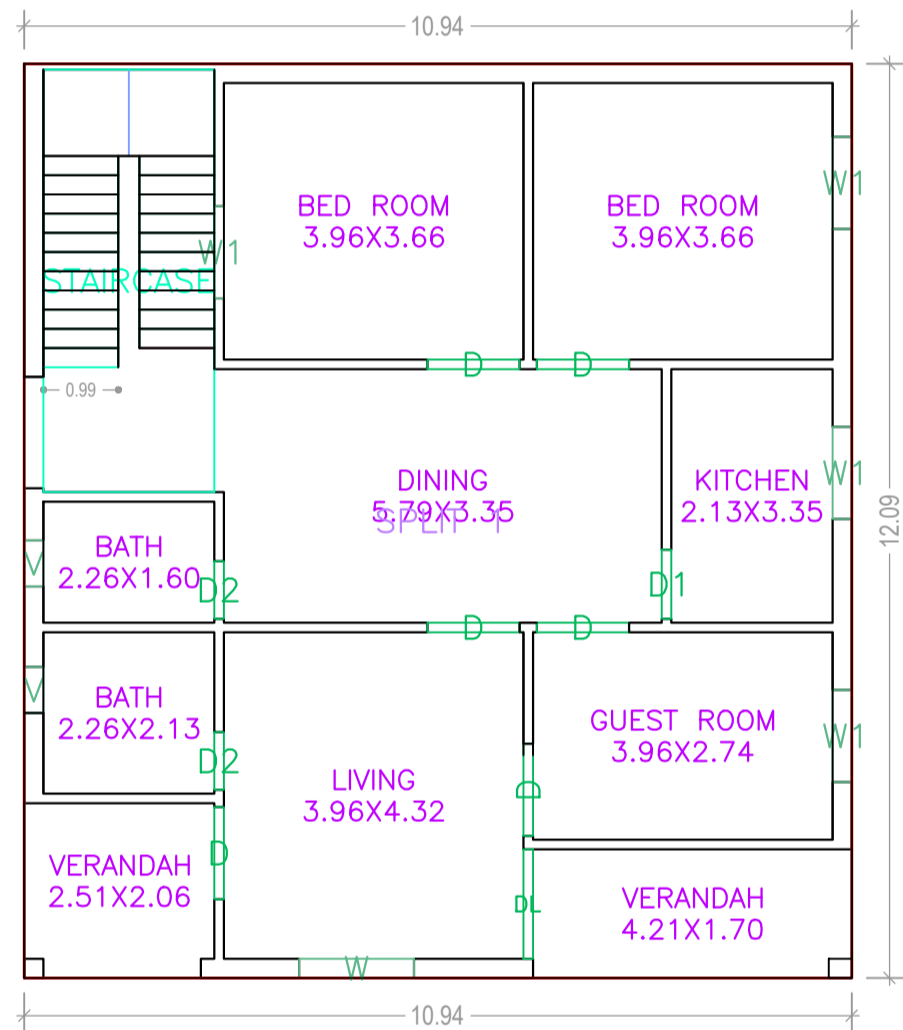 10.94
BED ROOM
3.96X3.66
BED ROOM
3.96X3.66
W1
W1
STAIRCASE
D
D
0.99
DINING
5.79X3.35
SPLIT 1
KITCHEN
2.13X3.35
W1
12.09
BATH
2.26X1.60
V
D2
D1
D
D
BATH
2.26X2.13
V
D2
GUEST ROOM
3.96X2.74
W1
LIVING
3.96X4.32
D
VERANDAH
2.51X2.06
D
DL
VERANDAH
4.21X1.70
W
10.94